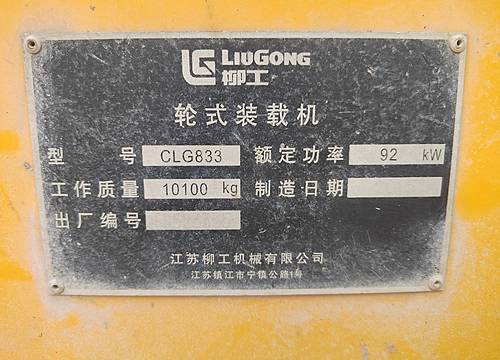 LIUGONG
柳工
轮式装载机
型号 CLG833 额定功率 92 kW
工作质量 10100 kg 制造日期
出厂编号
江苏柳工机械有限公司
江苏镇江市宁镇公路1号